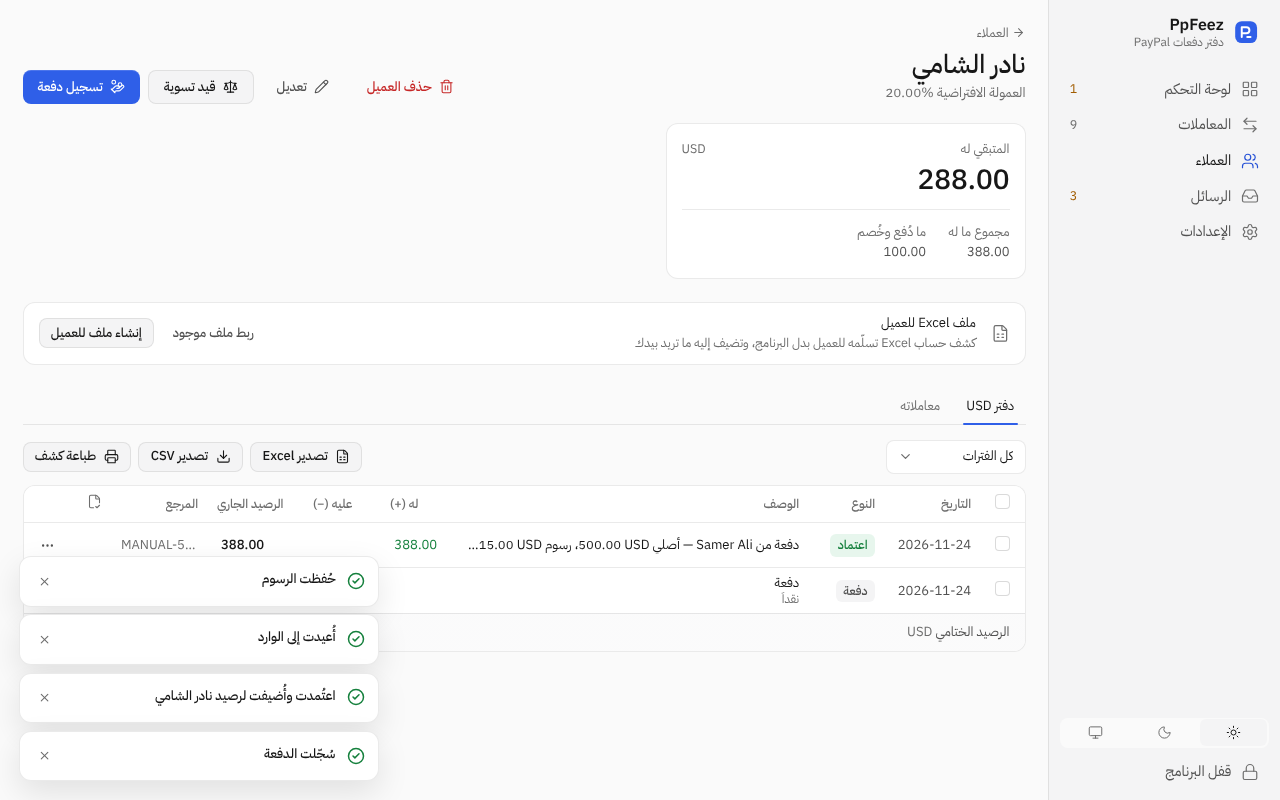 PpFeez
دفتر دفعات PayPal
لوحة التحكم 1
المعاملات 9
العملاء
الرسائل 3
الإعدادات
قفل البرنامج
العملاء
نادر الشامي
العمولة الافتراضية 20.00%
حذف العميل
تعديل
قيد تسوية
تسجيل دفعة
المتبقي له USD
288.00
مجموع ما له ما دُفع وخُصم
388.00 100.00
ملف Excel للعميل
كشف حساب Excel تسلّمه للعميل بدل البرنامج، وتضيف إليه ما تريد بيدك
ربط ملف موجود
إنشاء ملف للعميل
دفتر USD معاملاته
كل الفترات
تصدير Excel
تصدير CSV
طباعة كشف
التاريخ النوع الوصف له (+) عليه (−) الرصيد الجاري المرجع
2026-11-24 اعتماد دفعة من Samer Ali — أصلي 500.00 USD، رسوم 15.00 USD... 388.00 388.00 MANUAL-5...
2026-11-24 دفعة دفعة
نقداً
الرصيد الختامي USD
حُفظت الرسوم
أُعيدت إلى الوارد
اعتُمدت وأُضيفت لرصيد نادر الشامي
سُجّلت الدفعة